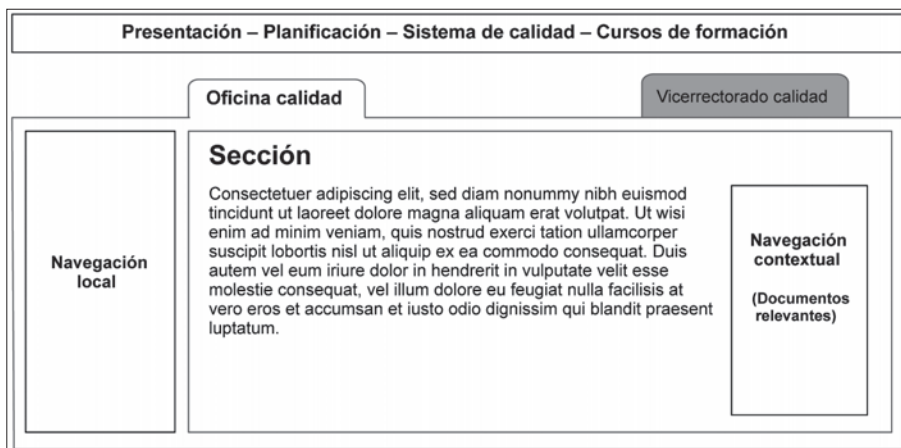 Presentación – Planificación – Sistema de calidad – Cursos de formación
Oficina calidad
Vicerrectorado calidad
Navegación
local
Sección
Consectetuer adipiscing elit, sed diam nonummy nibh euismod
tincidunt ut laoreet dolore magna aliquam erat volutpat. Ut wisi
enim ad minim veniam, quis nostrud exerci tation ullamcorper
suscipit lobortis nisl ut aliquip ex ea commodo consequat. Duis
autem vel eum iriure dolor in hendrerit in vulputate velit esse
molestie consequat, vel illum dolore eu feugiat nulla facilisis at
vero eros et accumsan et iusto odio dignissim qui blandit praesent
luptatum.
Navegación
contextual
(Documentos
relevantes)